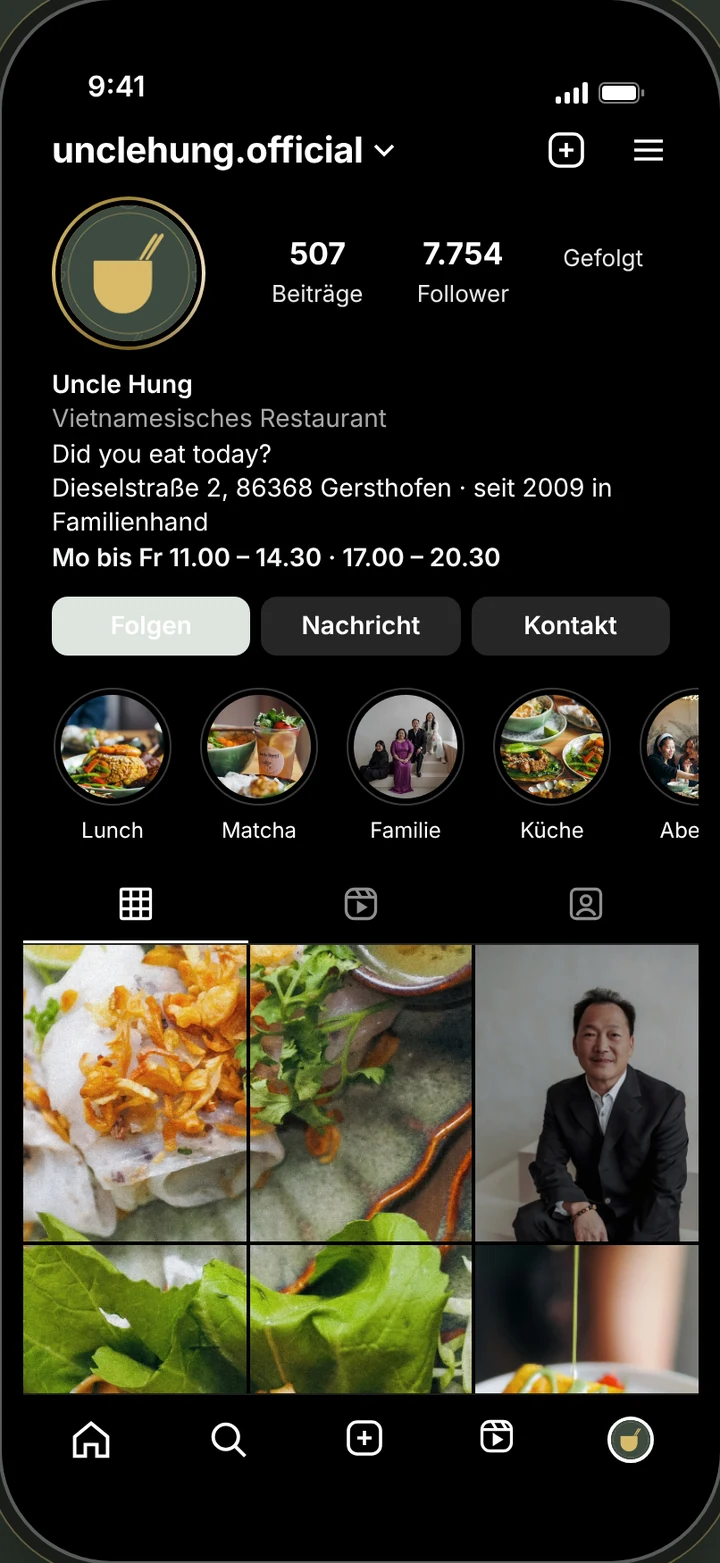 9:41
unclehung.official
507
Beiträge
7.754
Follower
Gefolgt
Uncle Hung
Vietnamesisches Restaurant
Did you eat today?
Dieselstraße 2, 86368 Gersthofen · seit 2009 in
Familienhand
Mo bis Fr 11.00 – 14.30 · 17.00 – 20.30
Folgen
Nachricht
Kontakt
Lunch
Matcha
Familie
Küche
Abe